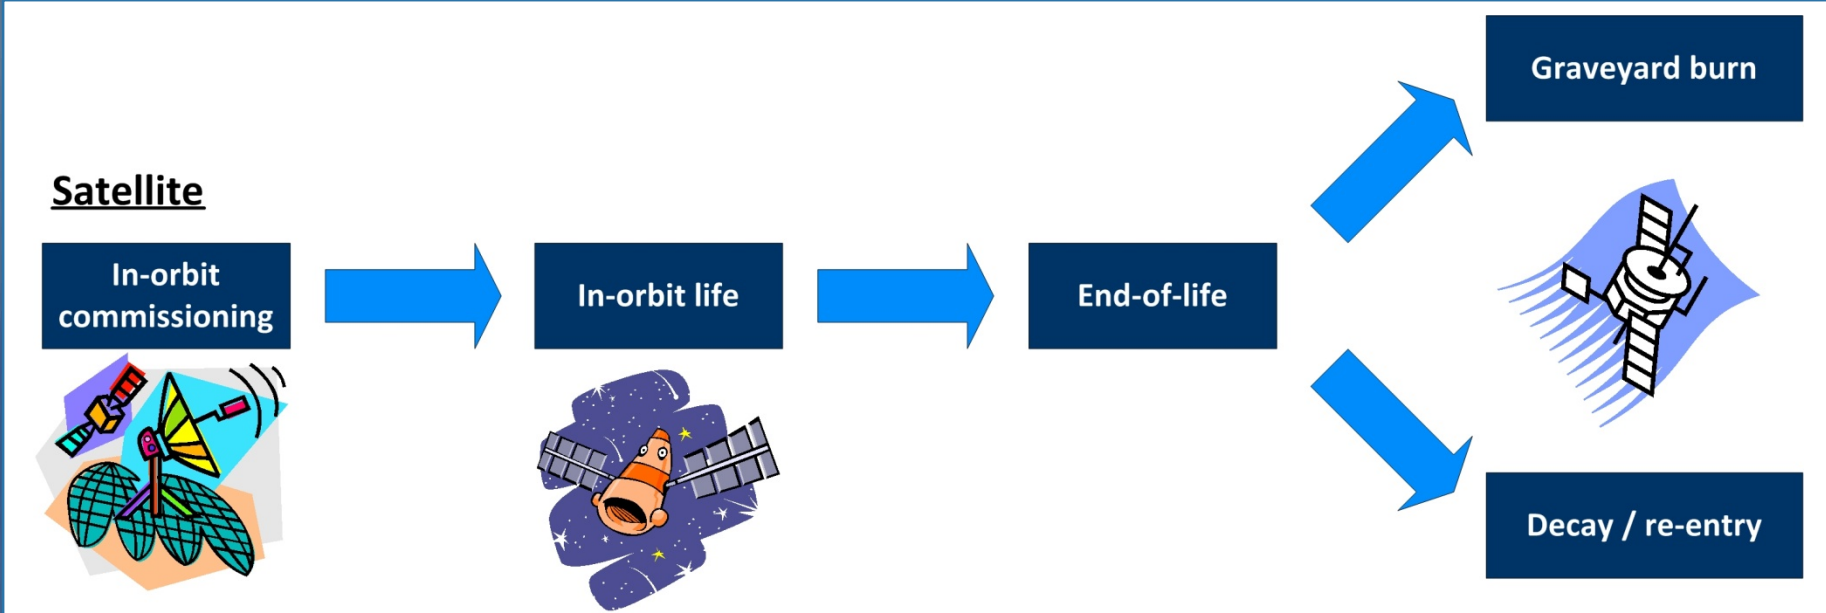 Satellite
In-orbit
commissioning
In-orbit life
End-of-life
Graveyard burn
Decay / re-entry